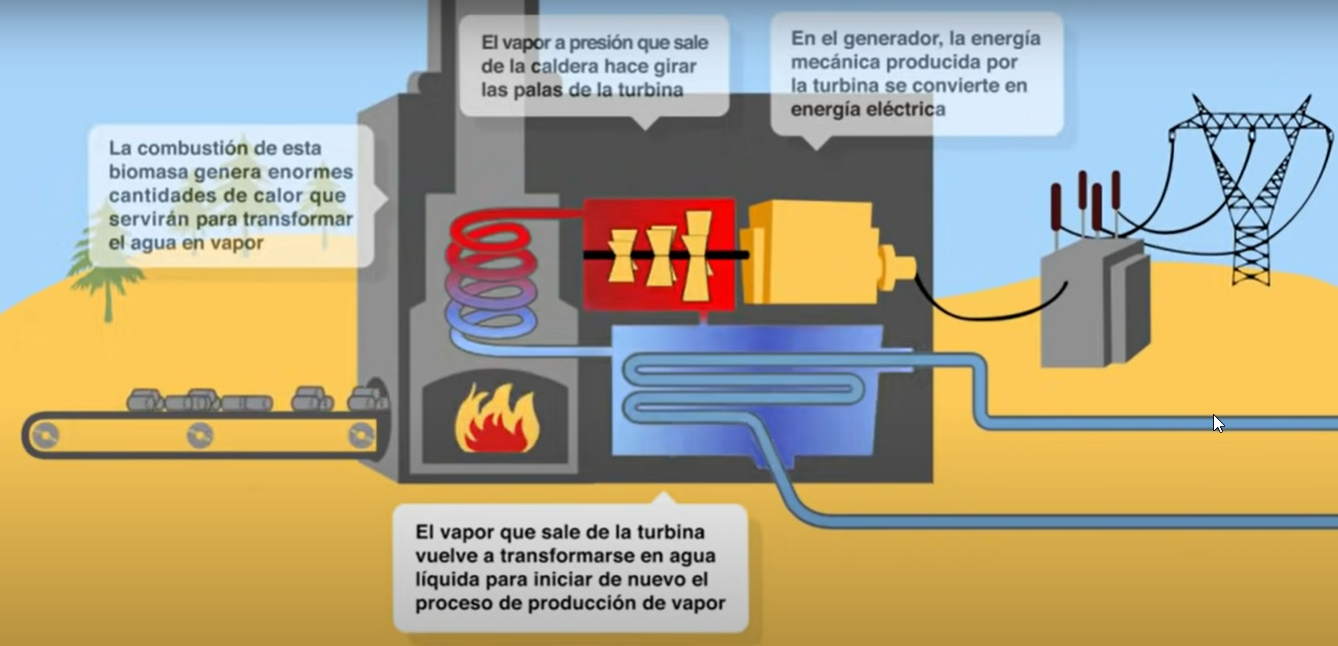 La combustión de esta
biomasa genera enormes
cantidades de calor que
servirán para transformar
el agua en vapor
El vapor a presión que sale
de la caldera hace girar
las palas de la turbina
En el generador, la energía
mecánica producida por
la turbina se convierte en
energía eléctrica
El vapor que sale de la turbina
vuelve a transformarse en agua
líquida para iniciar de nuevo el
proceso de producción de vapor